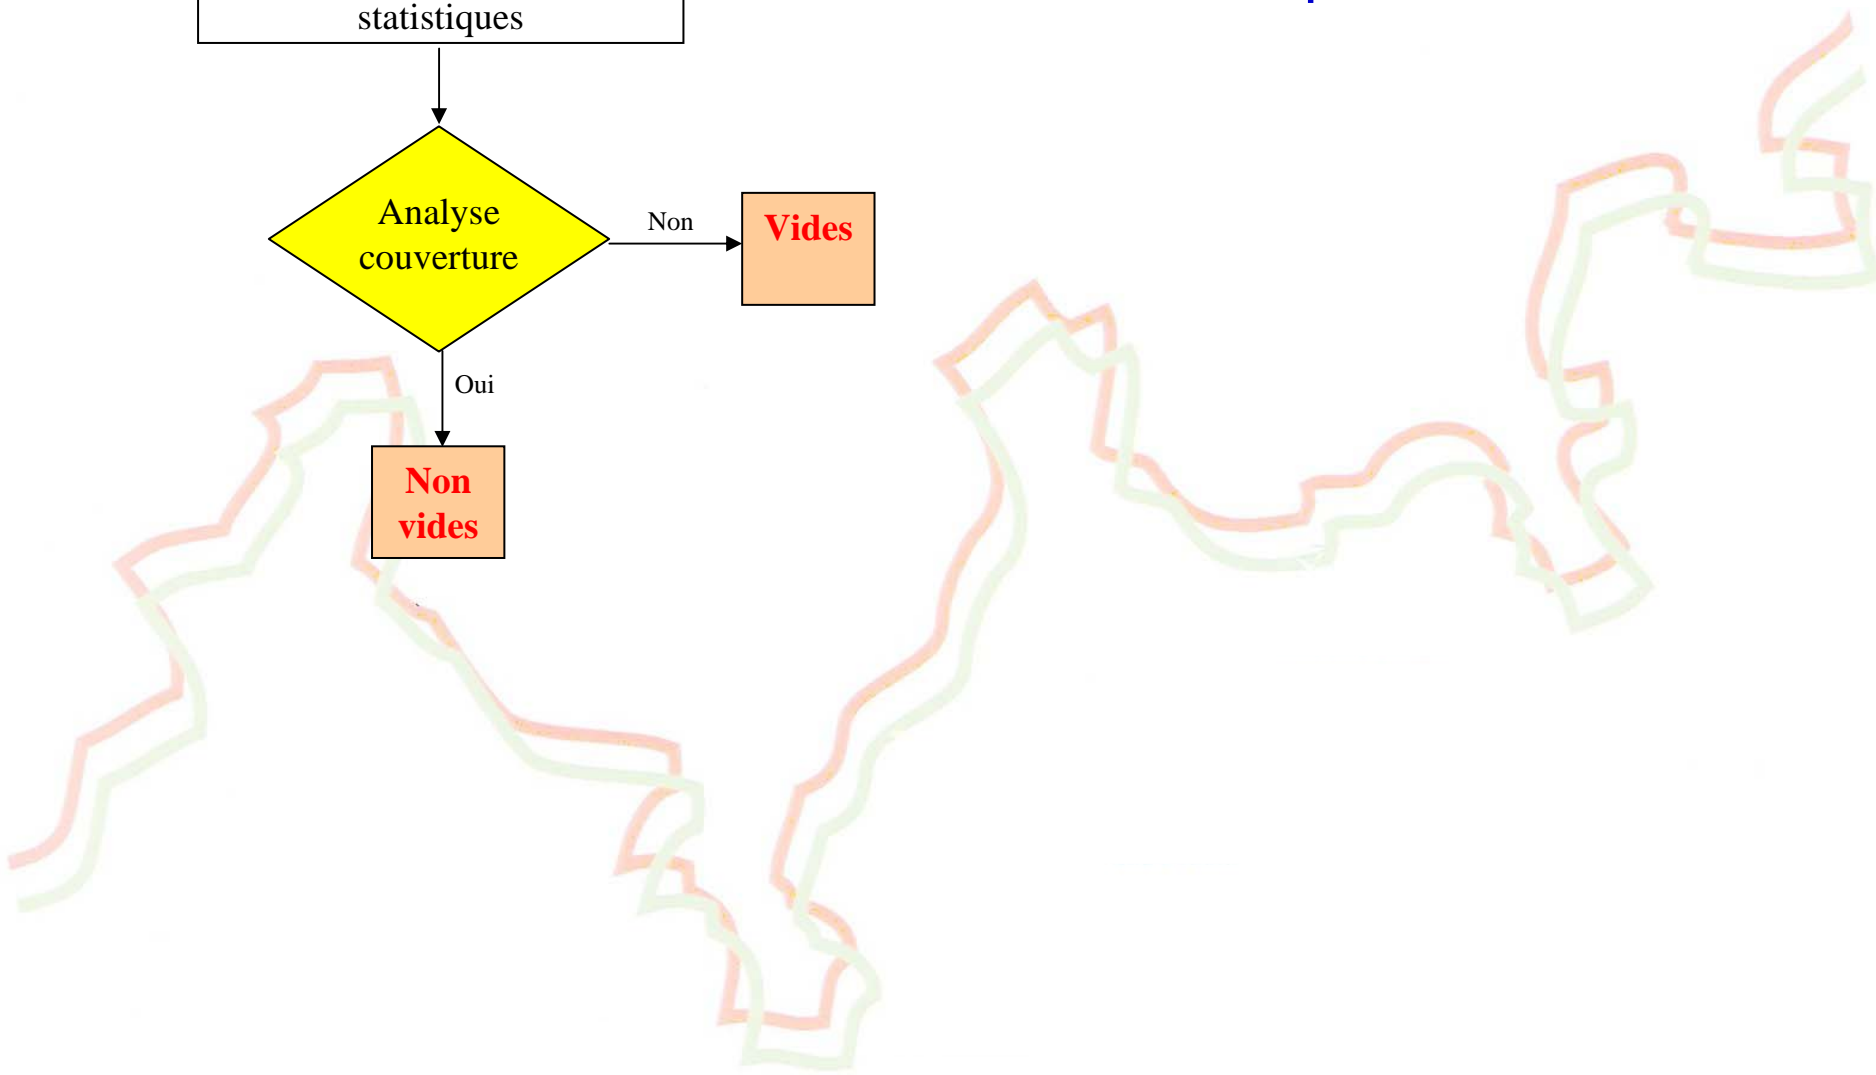 statistiques
Analyse
couverture
Non
Vides
Oui
Non
vides